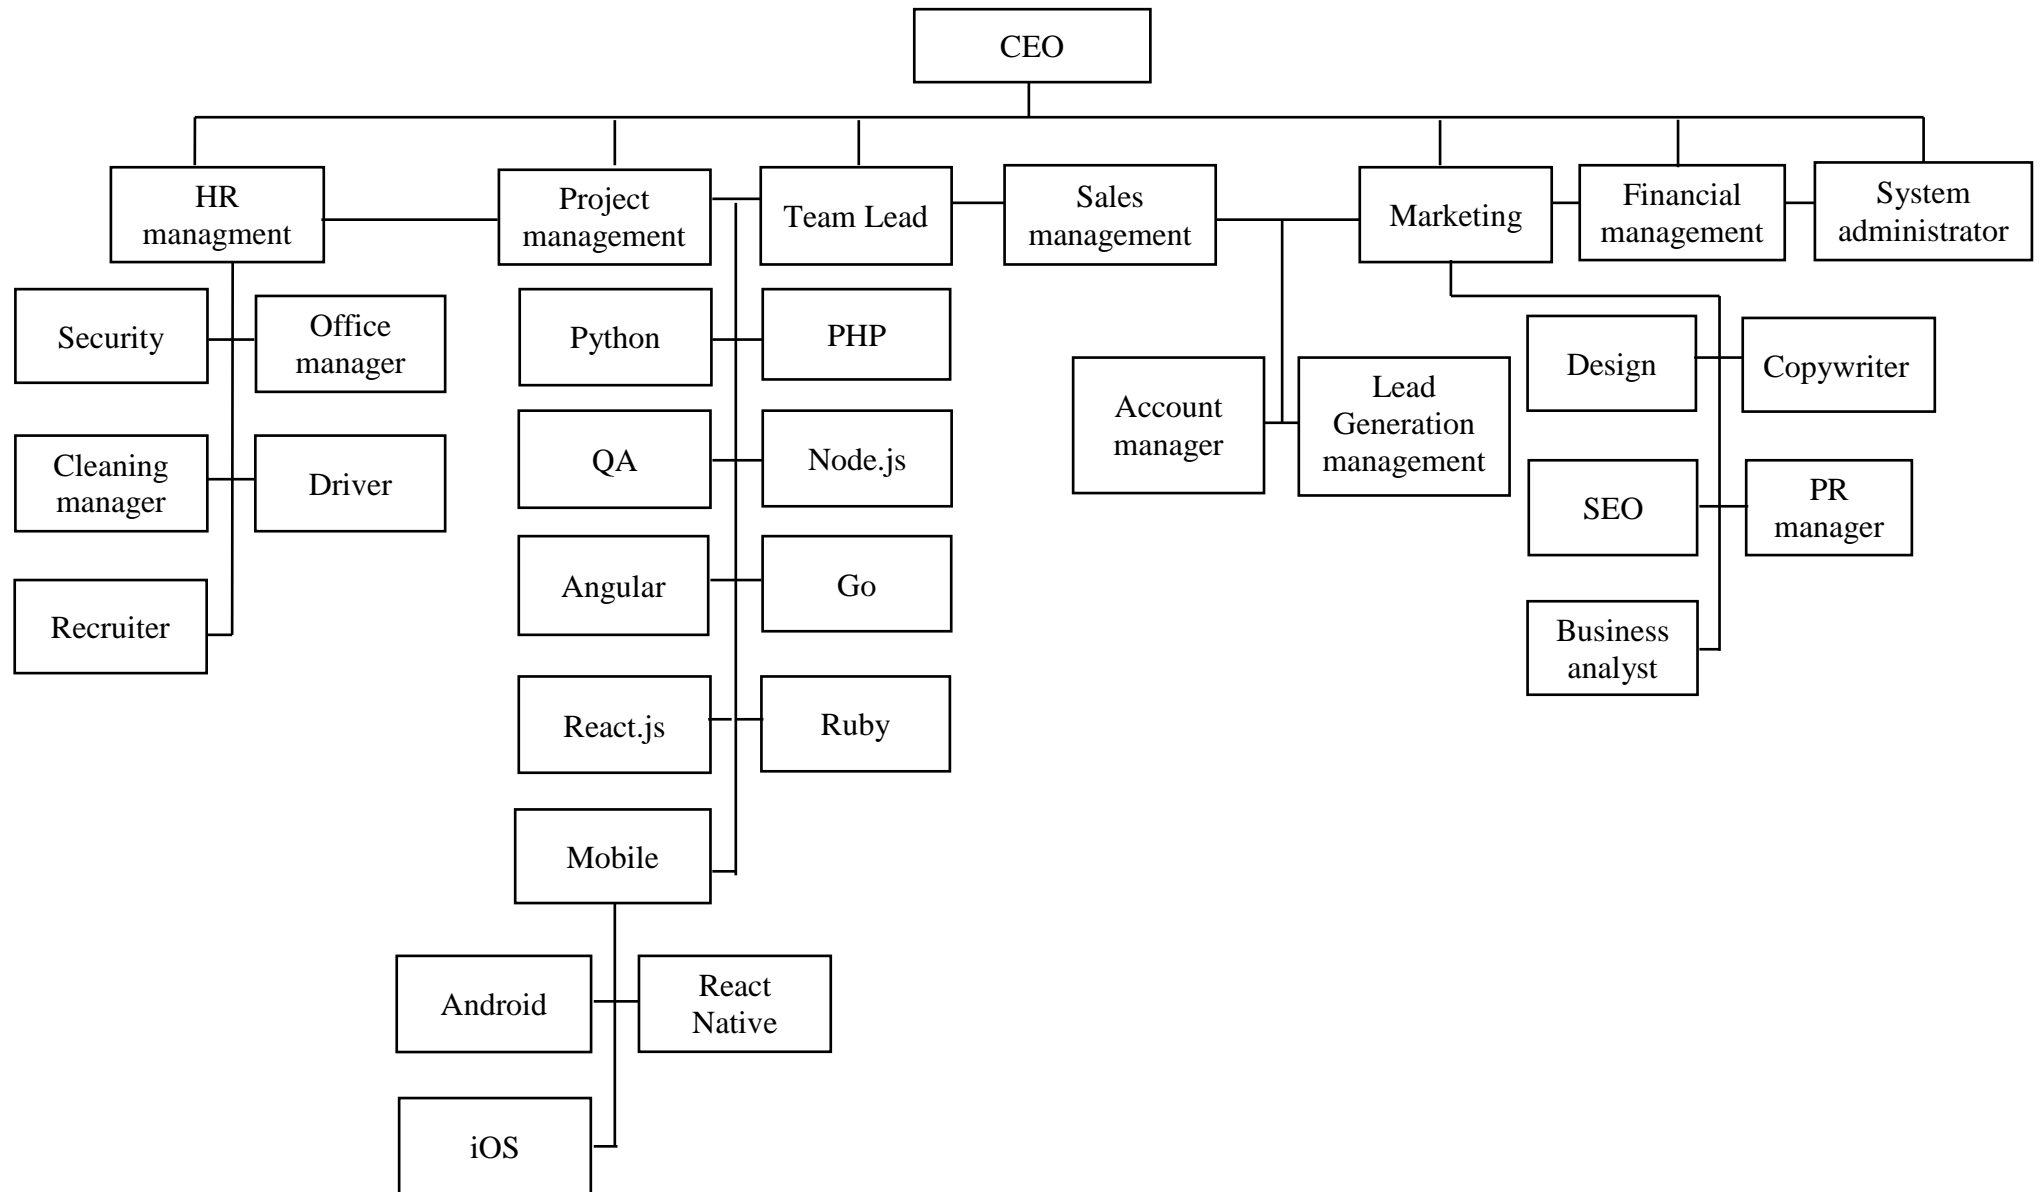 CEO
HR
managment
Project
management
Team Lead
Sales
management
Marketing
Financial
management
System
administrator
Security
Office
manager
Python
PHP
Design
Copywriter
Account
manager
Lead
Generation
management
Cleaning
manager
Driver
QA
Node.js
SEO
PR
manager
Angular
Go
Recruiter
Business
analyst
React.js
Ruby
Mobile
Android
React
Native
iOS